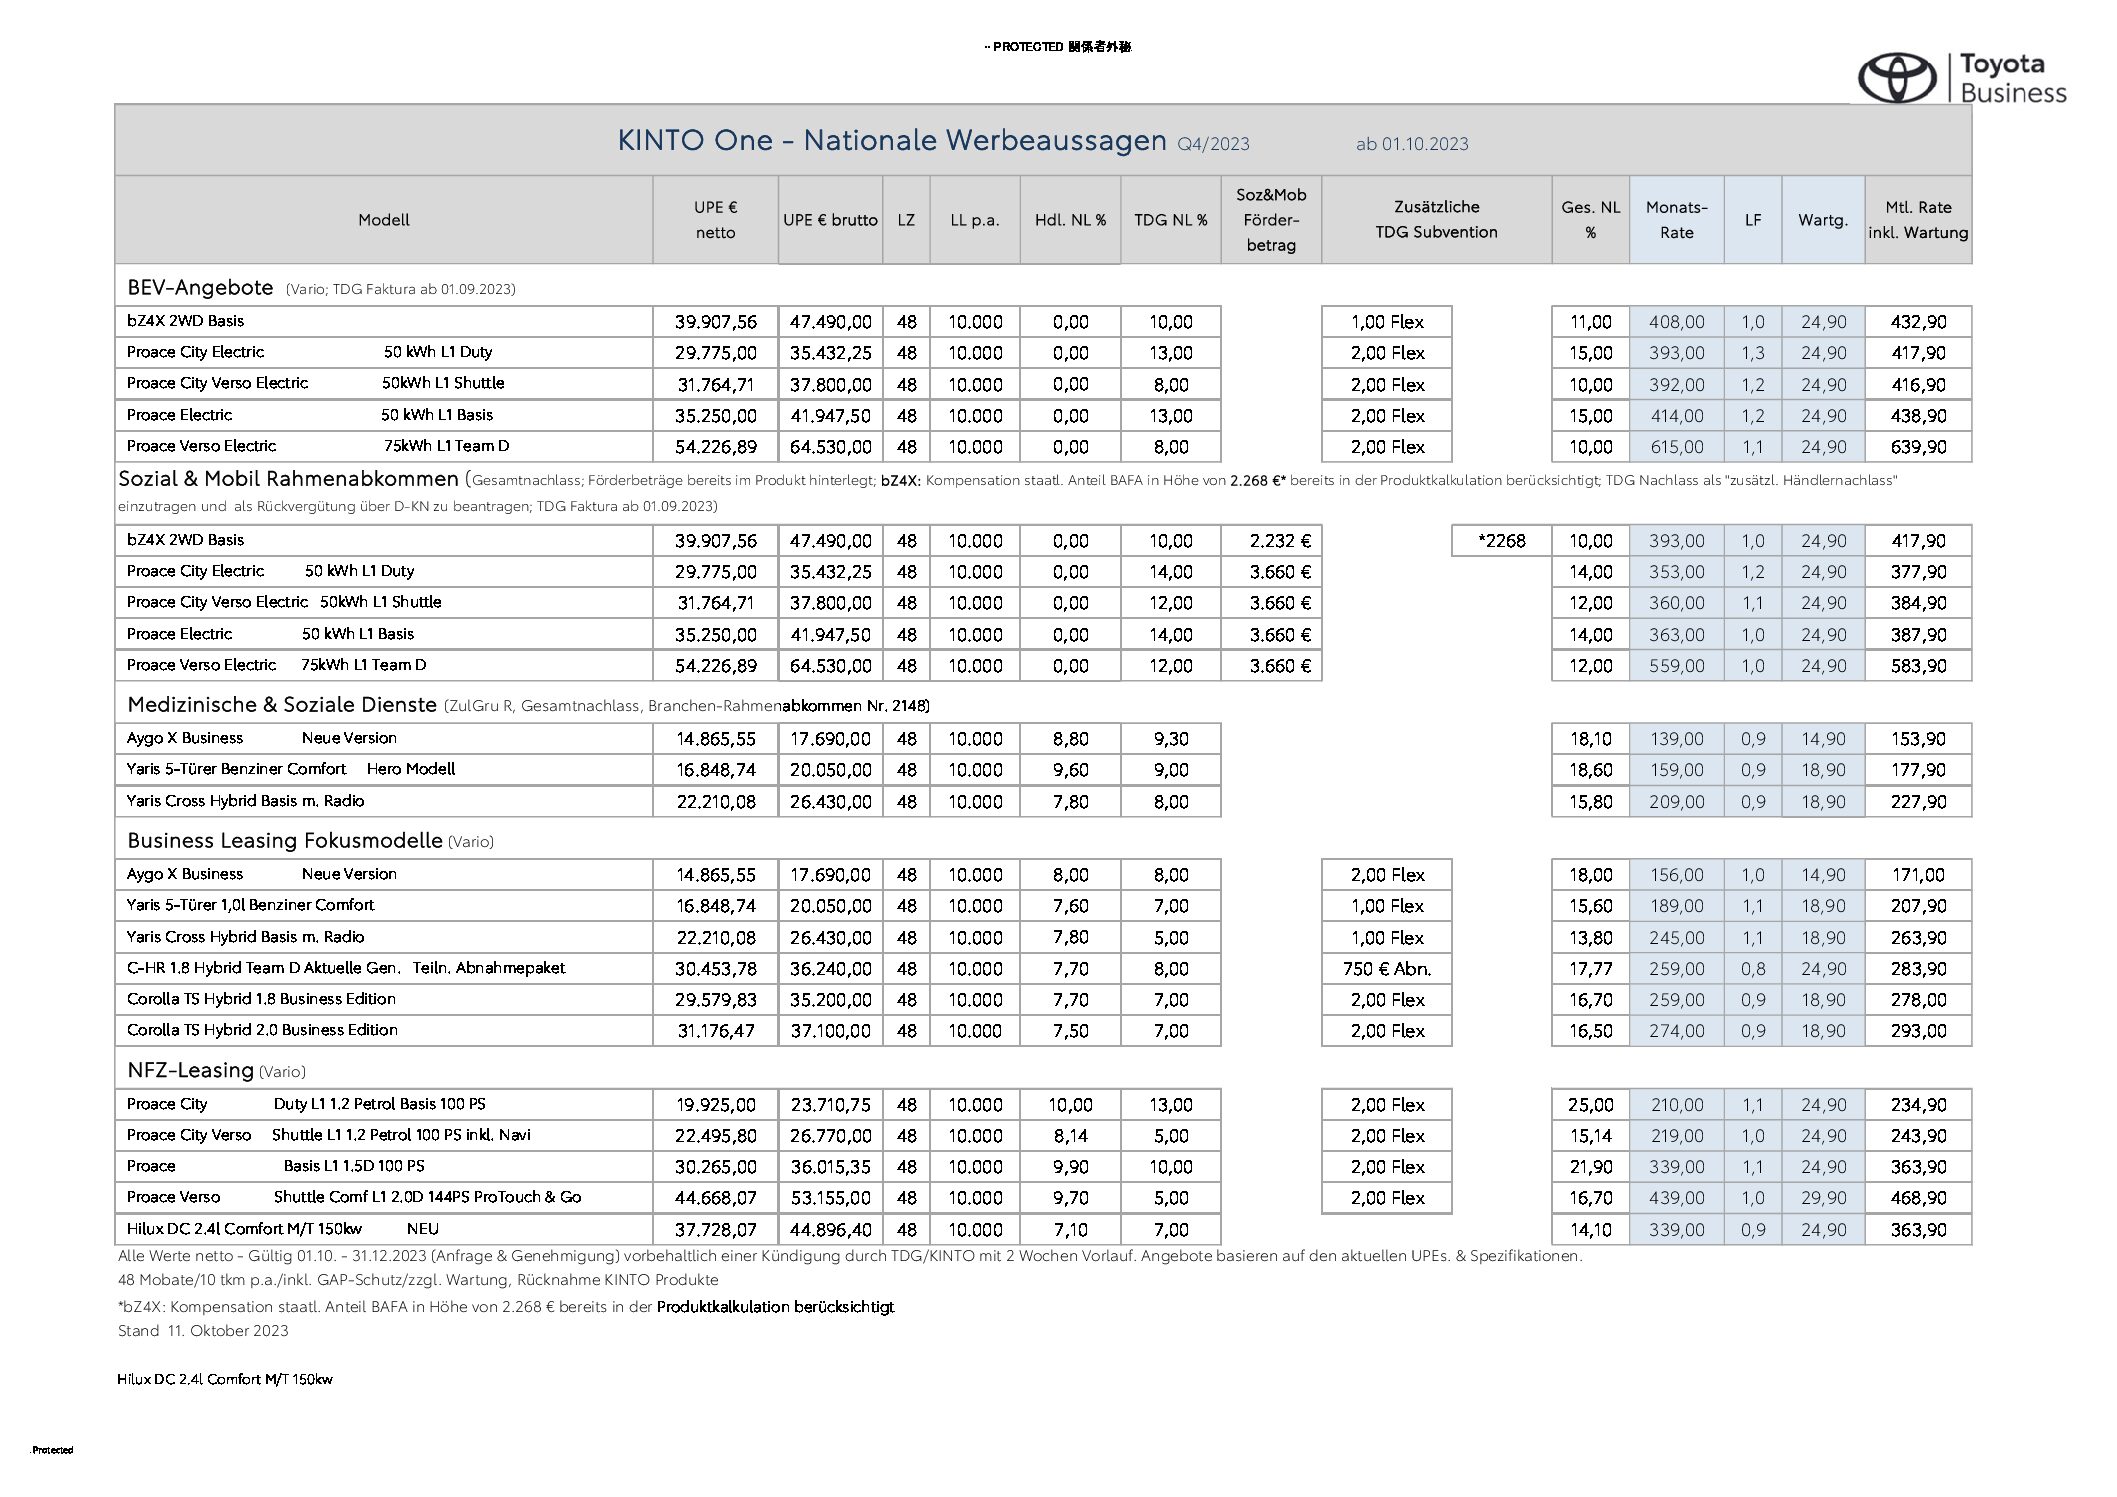 -- PROTECTED 関係者外秘
Toyota
Business
KINTO One - Nationale Werbeaussagen Q4/2023 ab 01.10.2023
Modell UPE € netto UPE € brutto LZ LL p.a. Hdl. NL % TDG NL % Soz&Mob Förder-betrag Zusätzliche TDG Subvention Ges. NL % Monats-Rate LF Wartg. Mtl. Rate inkl. Wartung
BEV-Angebote (Vario; TDG Faktura ab 01.09.2023)
bZ4X 2WD Basis 39.907,56 47.490,00 48 10.000 0,00 10,00 1,00 Flex 11,00 408,00 1,0 24,90 432,90
Proace City Electric 50 kWh L1 Duty 29.775,00 35.432,25 48 10.000 0,00 13,00 2,00 Flex 15,00 393,00 1,3 24,90 417,90
Proace City Verso Electric 50kWh L1 Shuttle 31.764,71 37.800,00 48 10.000 0,00 8,00 2,00 Flex 10,00 392,00 1,2 24,90 416,90
Proace Electric 50 kWh L1 Basis 35.250,00 41.947,50 48 10.000 0,00 13,00 2,00 Flex 15,00 414,00 1,2 24,90 438,90
Proace Verso Electric 75kWh L1 Team D 54.226,89 64.530,00 48 10.000 0,00 8,00 2,00 Flex 10,00 615,00 1,1 24,90 639,90
Sozial & Mobil Rahmenabkommen (Gesamtnachlass; Förderbeträge bereits im Produkt hinterlegt; bZ4X: Kompensation staatl. Anteil BAFA in Höhe von 2.268 €* bereits in der Produktkalkulation berücksichtigt; TDG Nachlass als "zusätzl. Händlernachlass"
einzutragen und als Rückvergütung über D-KN zu beantragen; TDG Faktura ab 01.09.2023)
bZ4X 2WD Basis 39.907,56 47.490,00 48 10.000 0,00 10,00 2.232 € *2268 10,00 393,00 1,0 24,90 417,90
Proace City Electric 50 kWh L1 Duty 29.775,00 35.432,25 48 10.000 0,00 14,00 3.660 € 14,00 353,00 1,2 24,90 377,90
Proace City Verso Electric 50kWh L1 Shuttle 31.764,71 37.800,00 48 10.000 0,00 12,00 3.660 € 12,00 360,00 1,1 24,90 384,90
Proace Electric 50 kWh L1 Basis 35.250,00 41.947,50 48 10.000 0,00 14,00 3.660 € 14,00 363,00 1,0 24,90 387,90
Proace Verso Electric 75kWh L1 Team D 54.226,89 64.530,00 48 10.000 0,00 12,00 3.660 € 12,00 559,00 1,0 24,90 583,90
Medizinische & Soziale Dienste (ZulGru R, Gesamtnachlass, Branchen-Rahmenabkommen Nr. 2148)
Aygo X Business Neue Version 14.865,55 17.690,00 48 10.000 8,80 9,30 18,10 139,00 0,9 14,90 153,90
Yaris 5-Türer Benziner Comfort Hero Modell 16.848,74 20.050,00 48 10.000 9,60 9,00 18,60 159,00 0,9 18,90 177,90
Yaris Cross Hybrid Basis m. Radio 22.210,08 26.430,00 48 10.000 7,80 8,00 15,80 209,00 0,9 18,90 227,90
Business Leasing Fokusmodelle (Vario)
Aygo X Business Neue Version 14.865,55 17.690,00 48 10.000 8,00 8,00 2,00 Flex 18,00 156,00 1,0 14,90 171,00
Yaris 5-Türer 1,0l Benziner Comfort 16.848,74 20.050,00 48 10.000 7,60 7,00 1,00 Flex 15,60 189,00 1,1 18,90 207,90
Yaris Cross Hybrid Basis m. Radio 22.210,08 26.430,00 48 10.000 7,80 5,00 1,00 Flex 13,80 245,00 1,1 18,90 263,90
C-HR 1.8 Hybrid Team D Aktuelle Gen. Teiln. Abnahmepaket 30.453,78 36.240,00 48 10.000 7,70 8,00 750 € Abn. 17,77 259,00 0,8 24,90 283,90
Corolla TS Hybrid 1.8 Business Edition 29.579,83 35.200,00 48 10.000 7,70 7,00 2,00 Flex 16,70 259,00 0,9 18,90 278,00
Corolla TS Hybrid 2.0 Business Edition 31.176,47 37.100,00 48 10.000 7,50 7,00 2,00 Flex 16,50 274,00 0,9 18,90 293,00
NFZ-Leasing (Vario)
Proace City Duty L1 1.2 Petrol Basis 100 PS 19.925,00 23.710,75 48 10.000 10,00 13,00 2,00 Flex 25,00 210,00 1,1 24,90 234,90
Proace City Verso Shuttle L1 1.2 Petrol 100 PS inkl. Navi 22.495,80 26.770,00 48 10.000 8,14 5,00 2,00 Flex 15,14 219,00 1,0 24,90 243,90
Proace Basis L1 1.5D 100 PS 30.265,00 36.015,35 48 10.000 9,90 10,00 2,00 Flex 21,90 339,00 1,1 24,90 363,90
Proace Verso Shuttle Comf L1 2.0D 144PS ProTouch & Go 44.668,07 53.155,00 48 10.000 9,70 5,00 2,00 Flex 16,70 439,00 1,0 29,90 468,90
Hilux DC 2.4l Comfort M/T 150kw NEU 37.728,07 44.896,40 48 10.000 7,10 7,00 14,10 339,00 0,9 24,90 363,90
Alle Werte netto - Gültig 01.10. - 31.12.2023 (Anfrage & Genehmigung) vorbehaltlich einer Kündigung durch TDG/KINTO mit 2 Wochen Vorlauf. Angebote basieren auf den aktuellen UPEs. & Spezifikationen.
48 Mobate/10 tkm p.a./inkl. GAP-Schutz/zzgl. Wartung, Rücknahme KINTO Produkte
*bZ4X: Kompensation staatl. Anteil BAFA in Höhe von 2.268 € bereits in der Produktkalkulation berücksichtigt
Stand 11. Oktober 2023
Hilux DC 2.4l Comfort M/T 150kw
.Protected